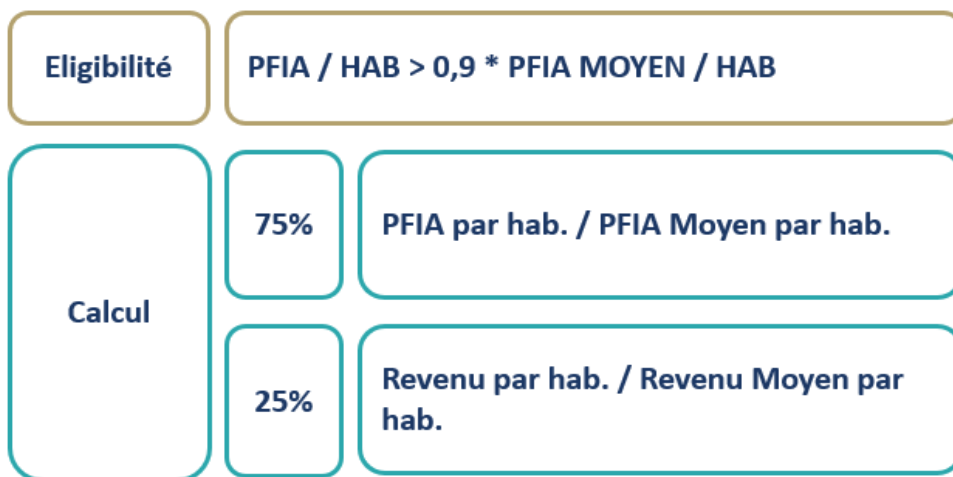 Eligibilité
PFIA / HAB > 0,9 * PFIA MOYEN / HAB
Calcul
75%
PFIA par hab. / PFIA Moyen par hab.
25%
Revenu par hab. / Revenu Moyen par
hab.